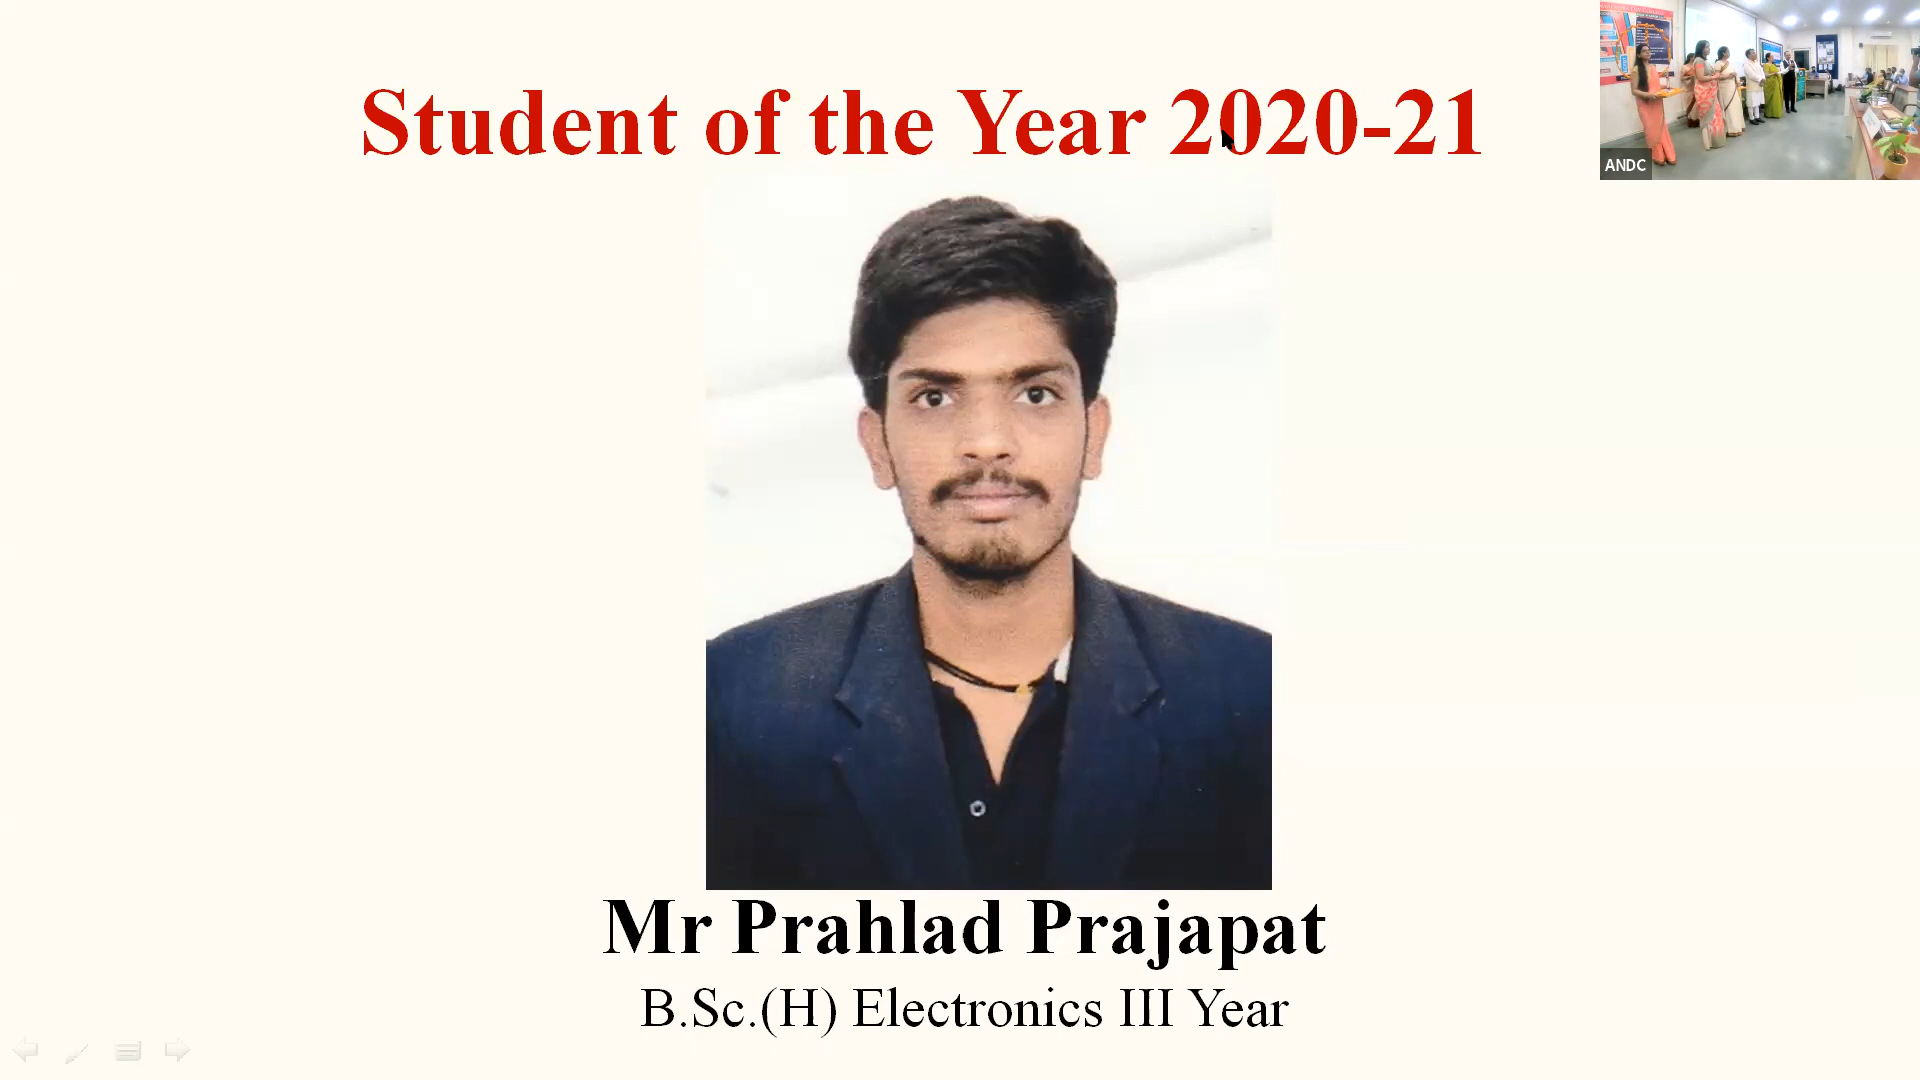 Student of the Year 2020-21
ANDC
Mr Prahlad Prajapat
B.Sc.(H) Electronics III Year